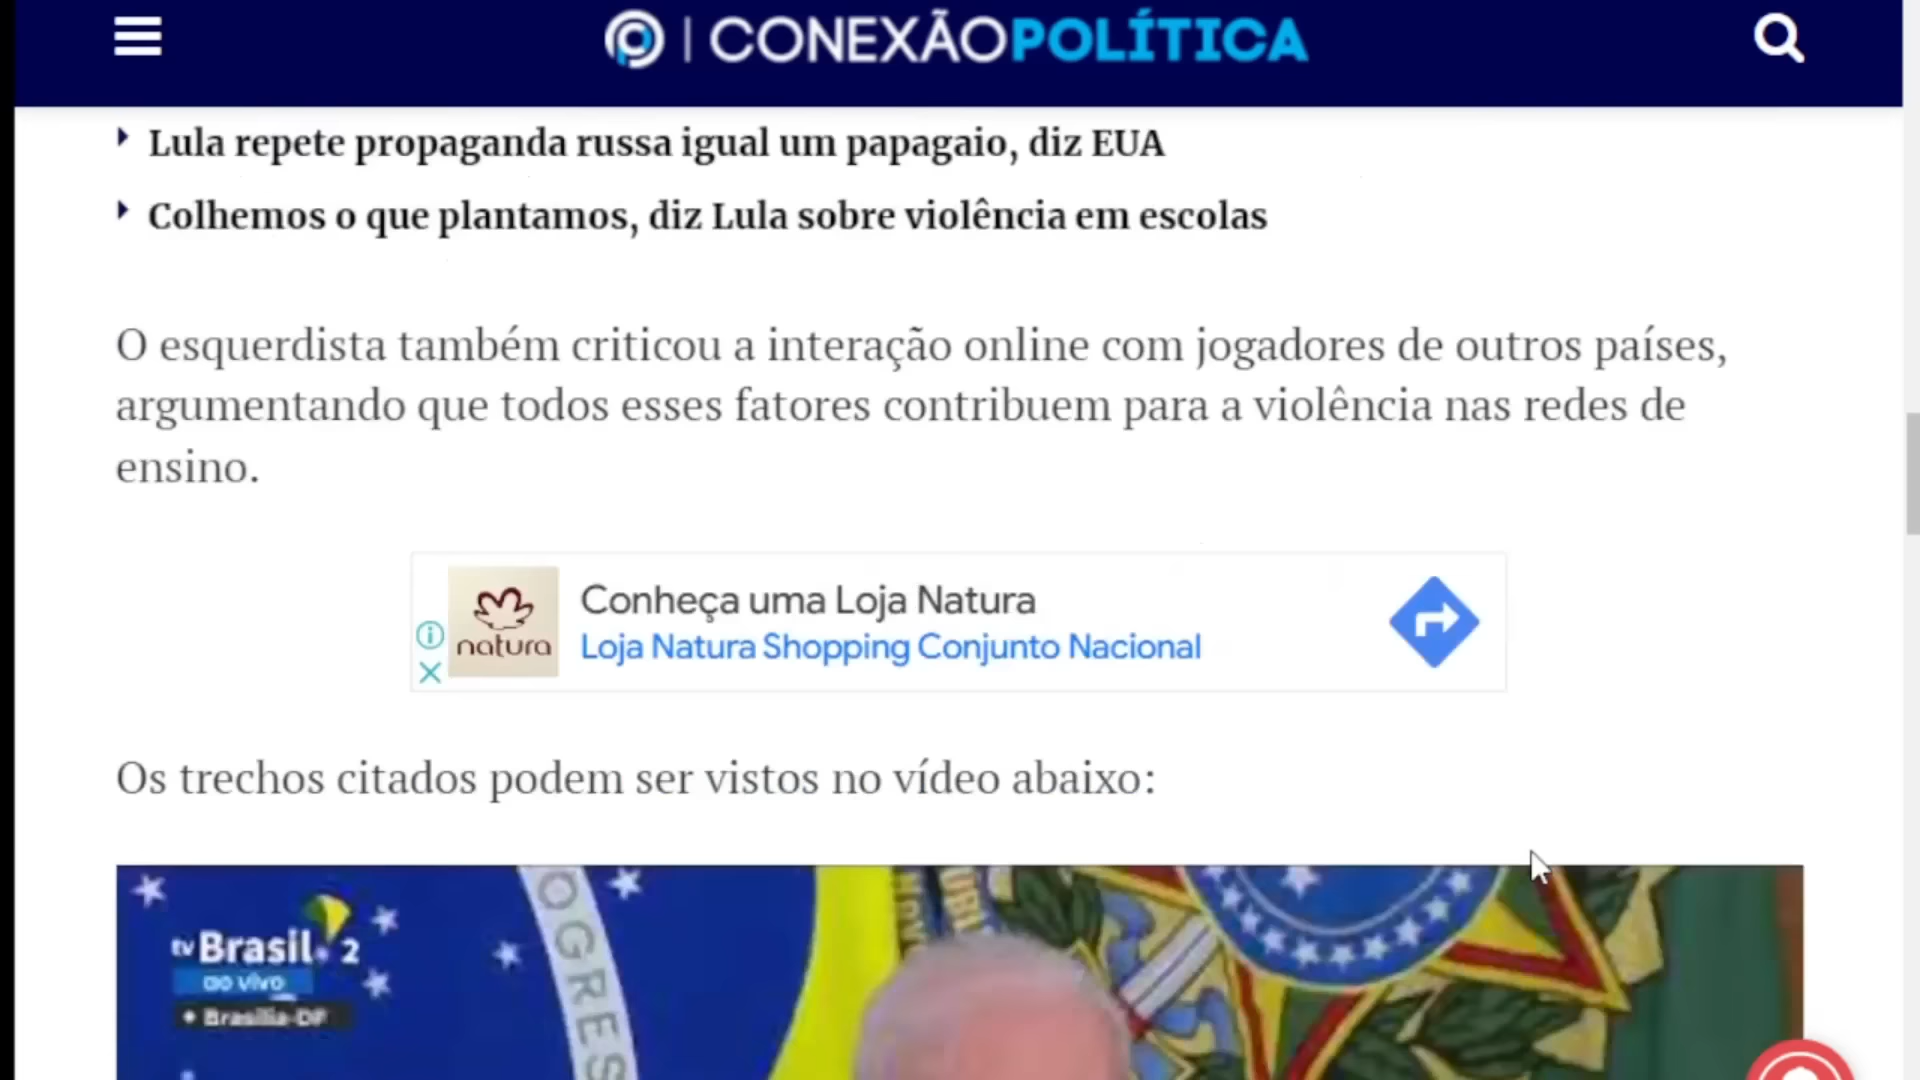 CONEXÃOPOLÍTICA
Lula repete propaganda russa igual um papagaio, diz EUA
Colhemos o que plantamos, diz Lula sobre violência em escolas
O esquerdista também criticou a interação online com jogadores de outros países,
argumentando que todos esses fatores contribuem para a violência nas redes de
ensino.
natura
Conheça uma Loja Natura
Loja Natura Shopping Conjunto Nacional
Os trechos citados podem ser vistos no vídeo abaixo:
OGRES
tv Brasil 2
ao vivo
Brasília-DF